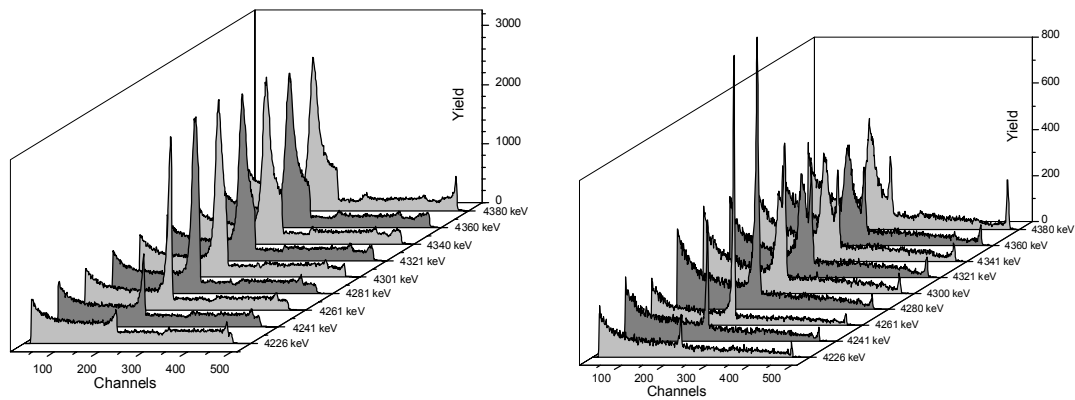 3000
2000
1000
0
Yield
4380 keV
4360 keV
4340 keV
4321 keV
4301 keV
4281 keV
4261 keV
4241 keV
4226 keV
100
200
300
400
500
Channels
800
600
400
200
0
Yield
4380 keV
4360 keV
4341 keV
4321 keV
4300 keV
4280 keV
4261 keV
4241 keV
4226 keV
100
200
300
400
500
Channels